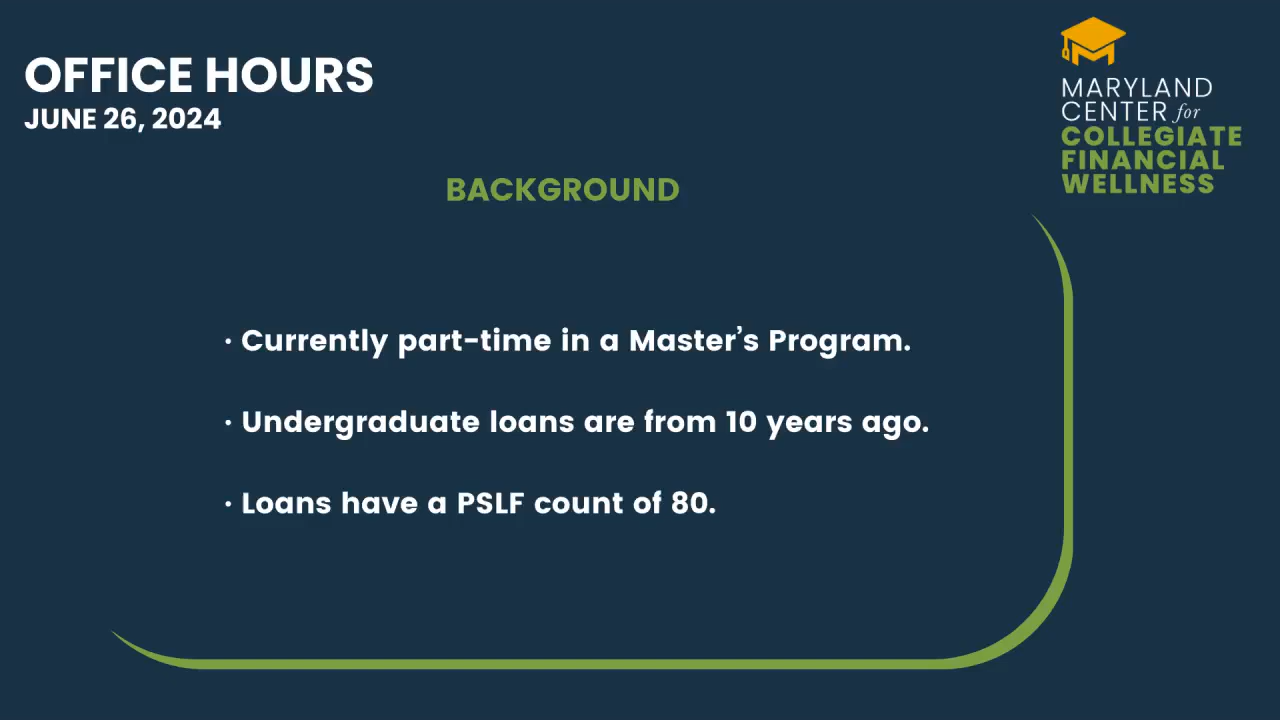 OFFICE HOURS
JUNE 26, 2024
MARYLAND
CENTER for
COLLEGIATE
FINANCIAL
WELLNESS
BACKGROUND
· Currently part-time in a Master’s Program.
· Undergraduate loans are from 10 years ago.
· Loans have a PSLF count of 80.